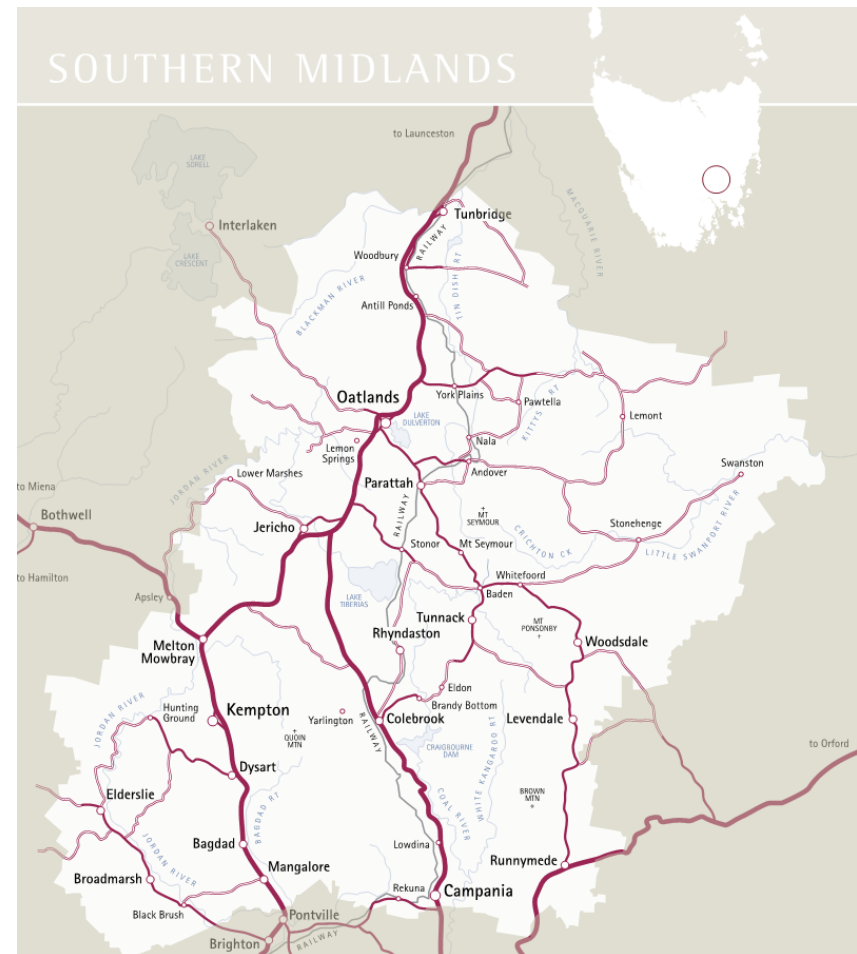 SOUTHERN MIDLANDS
to Launceston
LAKE
SORELL
MACQUARIE RIVER
Tunbridge
Interlaken
RAILWAY
Woodbury
LAKE
CRESCENT
TIN DISH RT
BLACKMAN RIVER
Antill Ponds
Oatlands
York Plains
Pawtella
KITTYS RT
LAKE
DULVERTON
Lemont
Nala
Lemon
Springs
Swanston
JORDAN RIVER
Lower Marshes
Andover
to Miena
Parattah
Bothwell
RAILWAY
MT
SEYMOUR
Jericho
CRICHTON CK
Stonehenge
LITTLE SWANPORT RIVER
Stonor
Mt Seymour
to Hamilton
Whitefoord
Apsley
LAKE
TIBERIAS
Baden
Tunnack
MT
PONSONBY
Rhyndaston
Woodsdale
Melton
Mowbray
Eldon
Brandy Bottom
JORDAN RIVER
Hunting
Ground
Kempton
Yarlington
RAILWAY
Colebrook
Levendale
QUOIN
MTN
CRAIGBOURNE
DAM
WHITE KANGAROO RT
to Orford
Dysart
Elderslie
BAGDAD RT
COAL RIVER
BROWN
MTN
JORDAN RIVER
Bagdad
Lowdina
Mangalore
Runnymede
Broadmarsh
Rekuna
Campania
Black Brush
Pontville
Brighton
RAILWAY